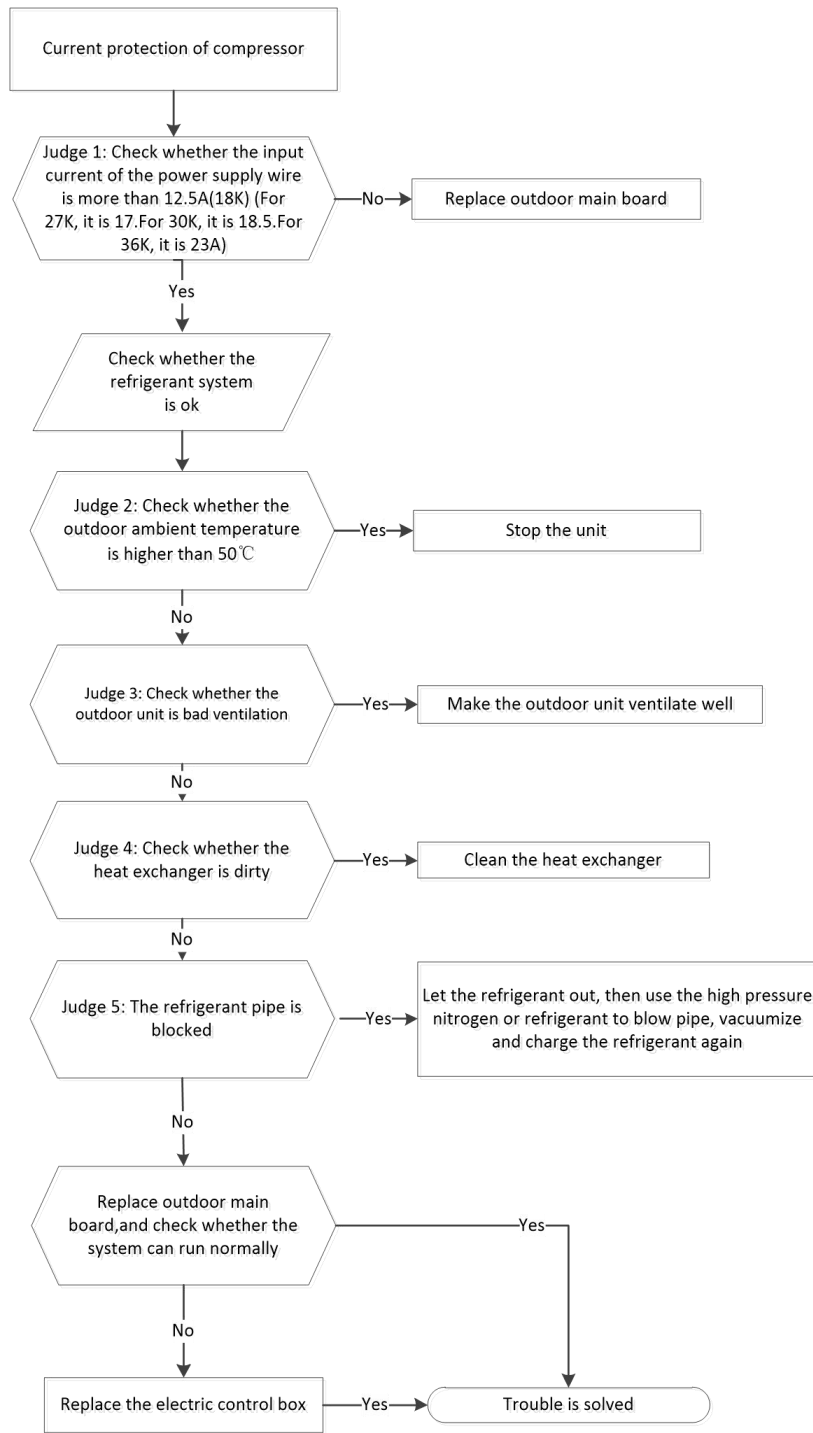 Current protection of compressor
Judge 1: Check whether the input
current of the power supply wire
is more than 12.5A(18K) (For
27K, it is 17.For 30K, it is 18.5.For
36K, it is 23A)
No
Replace outdoor main board
Yes
Check whether the
refrigerant system
is ok
Judge 2: Check whether the
outdoor ambient temperature
is higher than 50℃
Yes
Stop the unit
No
Judge 3: Check whether the
outdoor unit is bad ventilation
Yes
Make the outdoor unit ventilate well
No
Judge 4: Check whether the
heat exchanger is dirty
Yes
Clean the heat exchanger
No
Judge 5: The refrigerant pipe is
blocked
Yes
Let the refrigerant out, then use the high pressure
nitrogen or refrigerant to blow pipe, vacuumize
and charge the refrigerant again
No
Replace outdoor main
board,and check whether the
system can run normally
Yes
No
Replace the electric control box
Yes
Trouble is solved